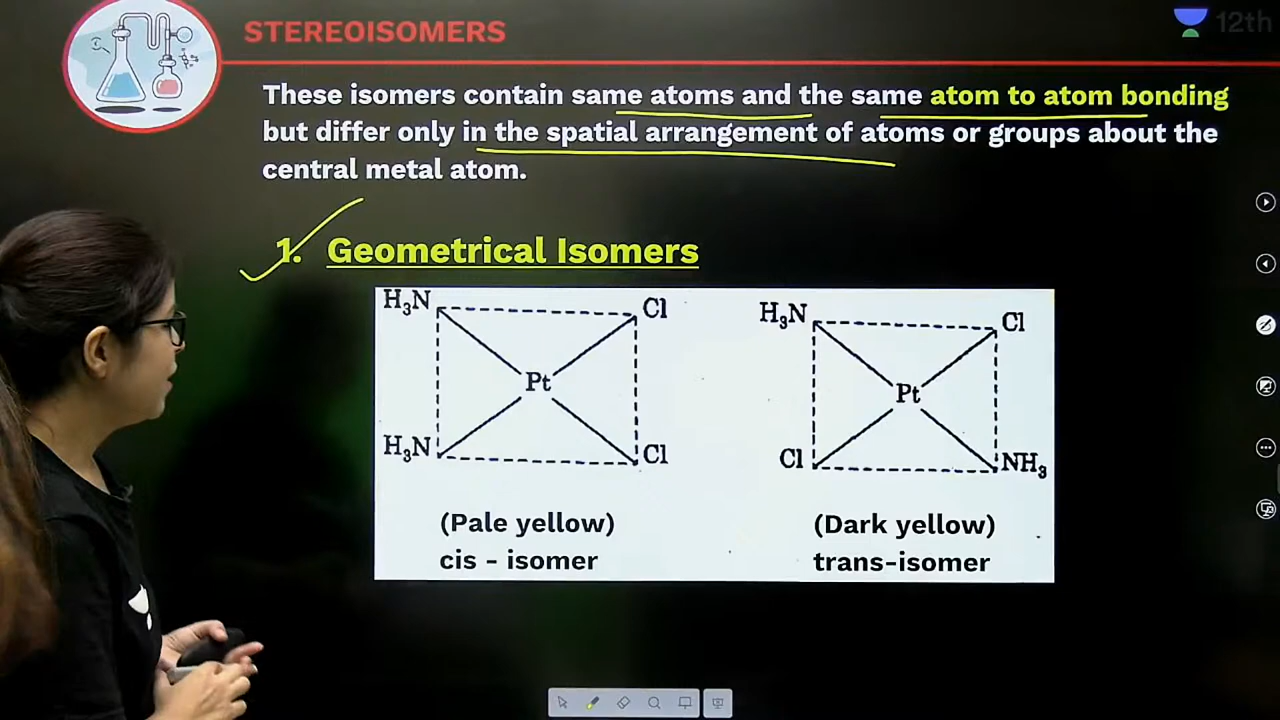 STEREOISOMERS
12th
These isomers contain same atoms and the same atom to atom bonding
but differ only in the spatial arrangement of atoms or groups about the
central metal atom.
1. Geometrical Isomers
H₃N Cl
Pt
H₃N Cl
(Pale yellow)
cis - isomer
H₃N Cl
Pt
Cl NH₃
(Dark yellow)
trans-isomer